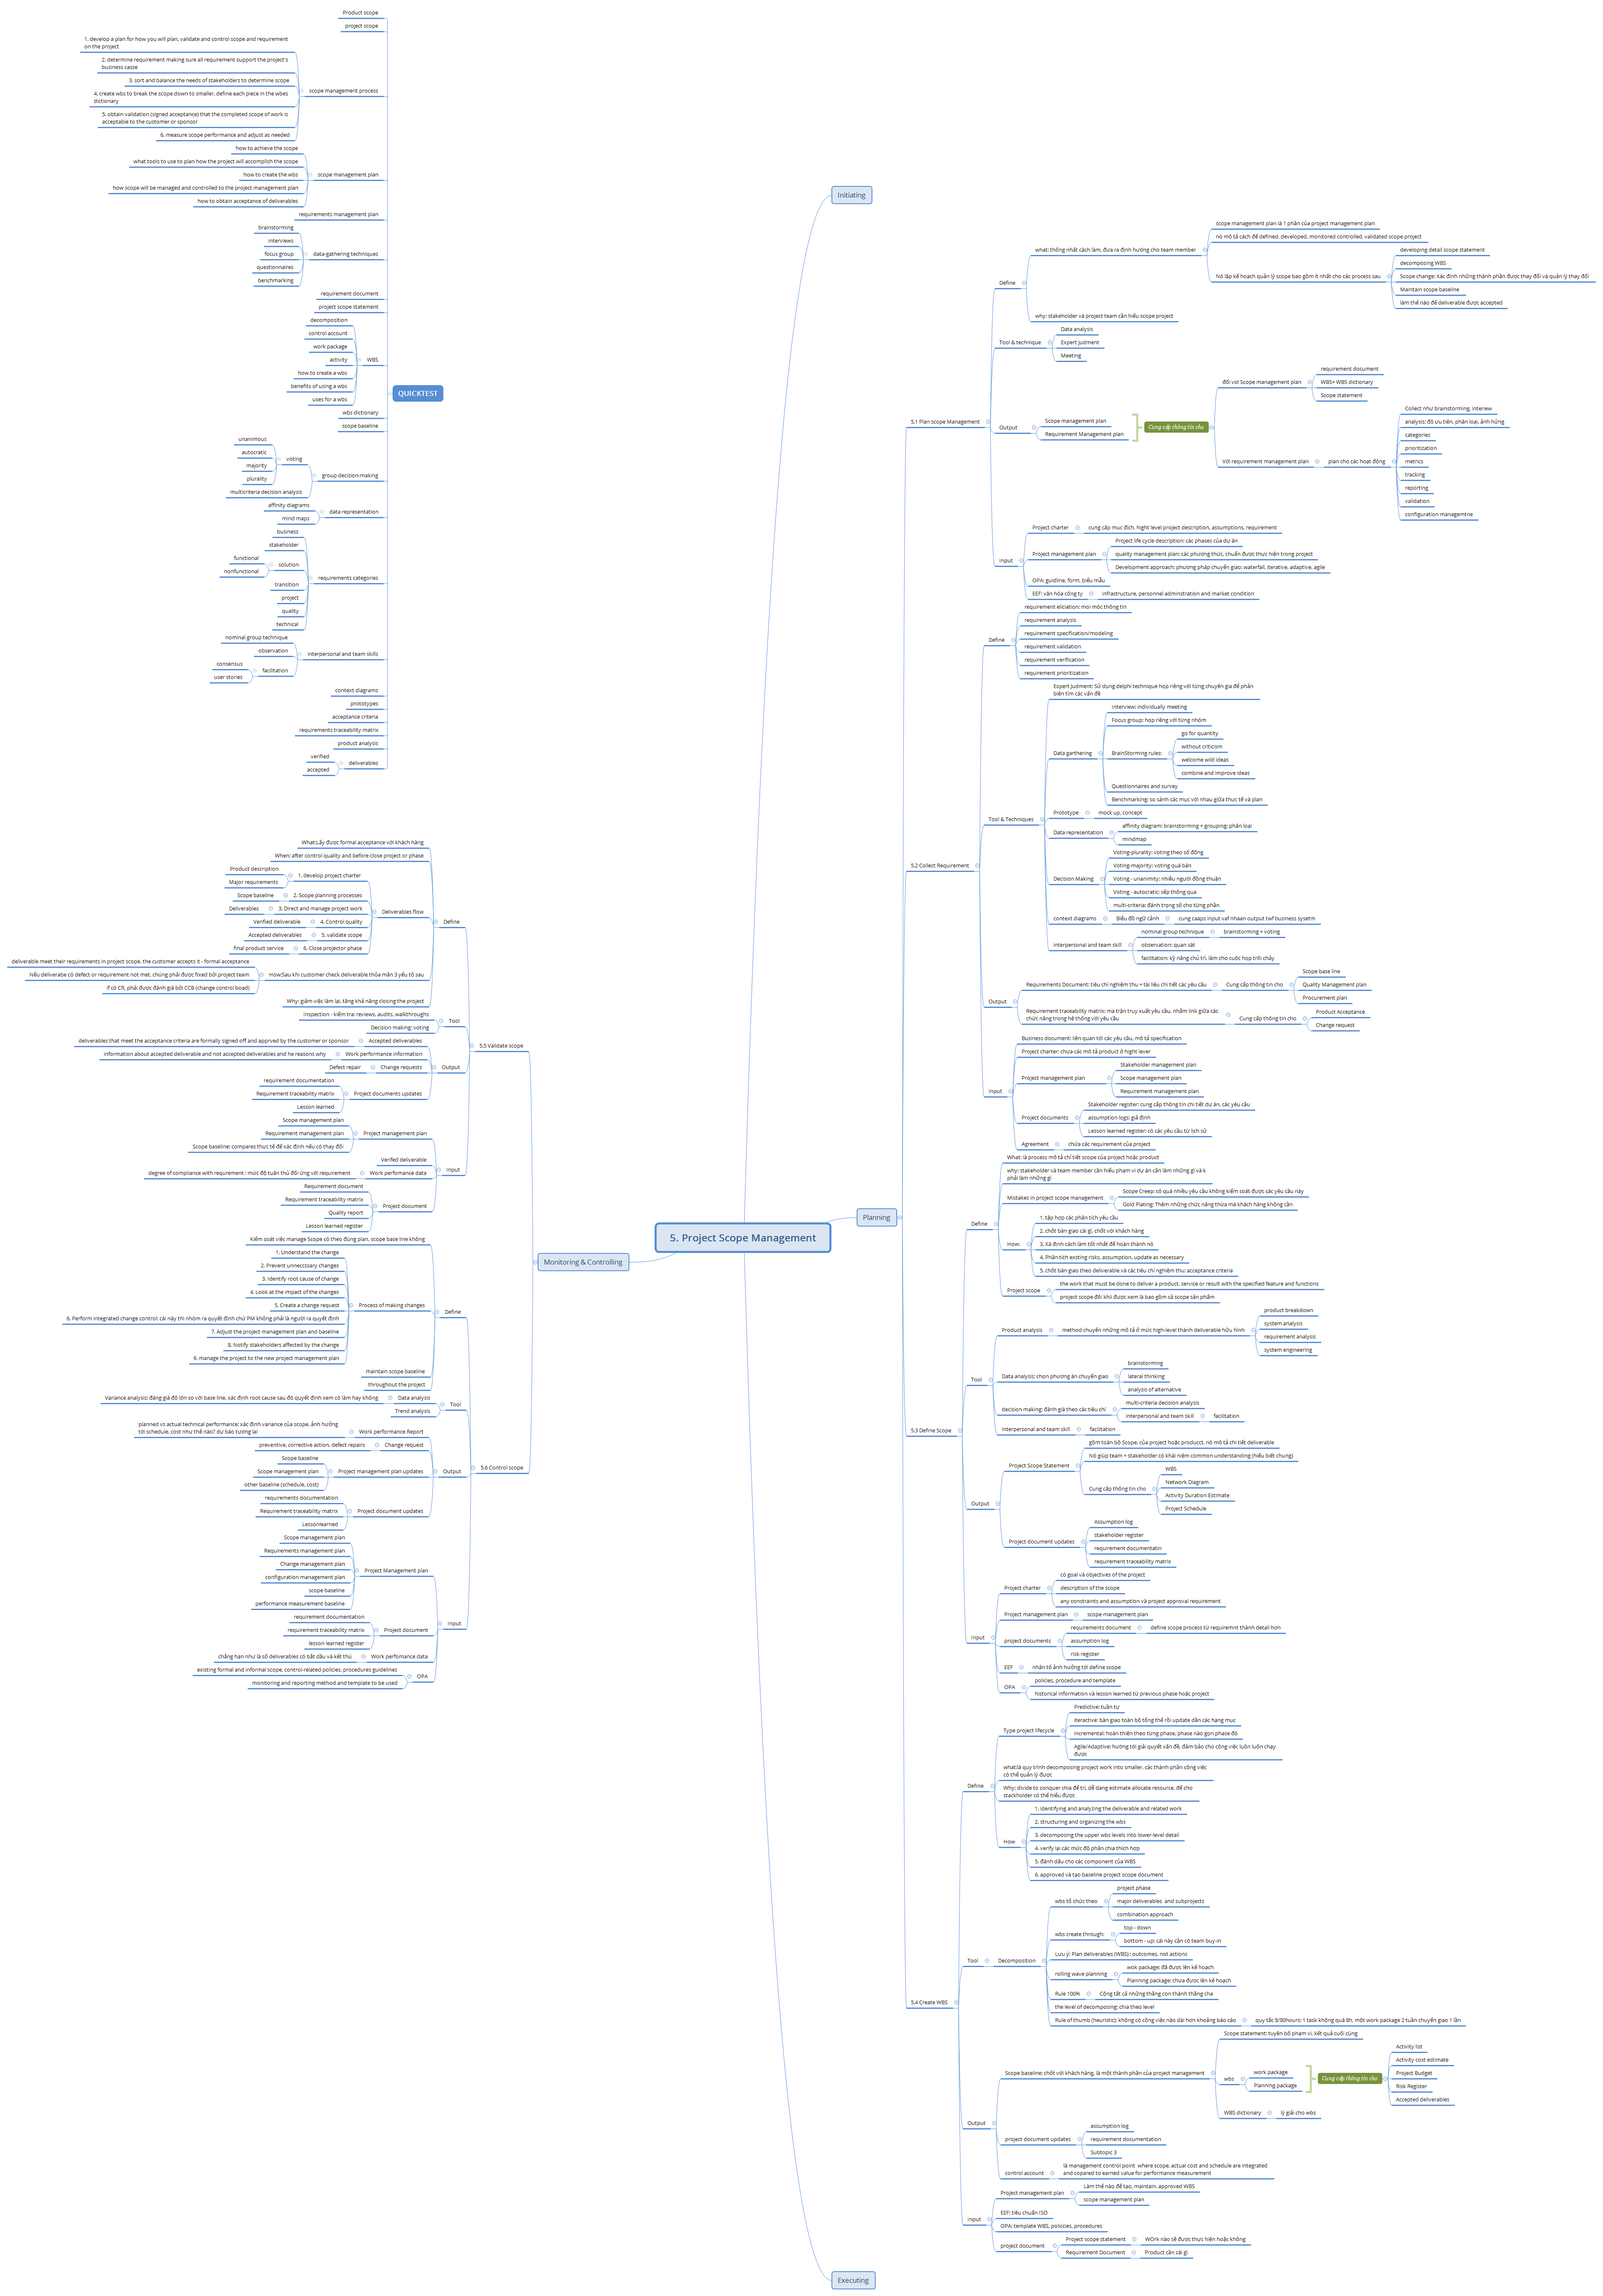 5. Project Scope Management
Initiating
Planning
5.1 Plan scope Management
Define
what: thống nhất cách làm, đưa ra định hướng cho team member
scope management plan là 1 phần của project management plan
nó mô tả cách để defined, developed, monitored controlled, validated scope project
Nó lập kế hoạch quản lý scope bao gồm ít nhất cho các process sau
developing detail scope statement
decomposing WBS
Scope change: Xác định những thành phần được thay đổi và quản lý thay đổi
Maintain scope baseline
làm thế nào để deliverable được accepted
why: stakeholder và project team cần hiểu scope project
Tool & technique
Data analysis
Expert judment
Meeting
Output
Scope management plan
Requirement Management plan
Cung cấp thông tin cho
đối voi Scope management plan
requirement document
WBS+ WBS dictionary
Scope statement
Với requirement management plan
plan cho các hoạt động
Collect như brainstorming, interiew
analysis: độ ưu tiên, phân loại, ảnh hửng
categories
prioritization
metrics
tracking
reporting
validation
configuration managemtne
Input
Project charter
cung cấp mục đích, hight level project description, assumptions, requirement
Project management plan
Project life cycle description: các phases của dự án
quality management plan: các phương thức, chuẩn được thực hiện trong project
Development approach: phương pháp chuyển giao: waterfall, iterative, adaptive, agile
OPA: guidline, form, biểu mẫu
EEF: văn hóa công ty
infrastructure, personnel adminstration and market condition
5.2 Collect Requirement
Define
requirement eliciation: moi móc thông tin
requirement analysis
requirement specification/modeling
requirement validation
requirement verification
requirement prioritization
Tool & Techniques
Expert Judment: Sử dụng delphi technique họp riêng với từng chuyên gia để phản
biện tìm các vấn đề
Data garthering
Interview: individually meeting
Focus group: họp riêng với từng nhóm
BrainStorming rules:
go for quantity
without criticism
welcome wild ideas
combine and improve ideas
Questionnaires and survey
Benchmarking: so sánh các mục với nhau giữa thực tế và plan
Prototype
mock up, concept
Data representation
affinity diagram: brainstorming + grouping: phân loại
mindmap
Decision Making
Voting-plurality: voting theo số đông
Voting-majority: voting quá bán
Voting - unanimity: nhiều người đồng thuận
Voting - autocratic: sếp thông qua
multi-criteria: đánh trọng số cho từng phần
context diagrams
Biểu đồ ngữ cảnh
cung caaps input vaf nhaan output twf business sysetm
interpersonal and team skill
nominal group technique
brainstorming + voting
observation: quan sát
facilitation: kỹ năng chủ trì, làm cho cuộc họp trôi chảy
Output
Requirements Document: tiêu chí nghiệm thu + tài liệu chi tiết các yêu cầu
Cung cấp thông tin cho
Scope base line
Quality Management plan
Procurement plan
Requirement traceability matrix: ma trận truy xuất yêu cầu, nhằm link giữa các
chức năng trong hệ thống với yêu cầu
Cung cấp thông tin cho
Product Acceptance
Change request
Input
Business document: liên quan tới các yêu cầu, mô tả specification
Project charter: chưa các mô tả product ở hight lever
Project management plan
Stakeholder management plan
Scope management plan
Requirement management plan
Project documents
Stakeholder register: cung cấp thông tin chi tiết dự án, các yêu cầu
assumption logs: giả định
Lesson learned register: có các yêu cầu từ lịch sử
Agreement
chứa các requirement của project
5.3 Define Scope
Define
What: là process mô tả chỉ tiết scope của project hoặc product
why: stakeholder và team member cần hiểu phạm vi dự án cần làm những gì và k
phải làm những gì
Mistakes in project scope management
Scope Creep: có quá nhiều yêu cầu không kiểm soát được các yêu cầu này
Gold Plating: Thêm những chức năng thừa mà khách hàng không cần
How:
1. tập hợp các phân tích yêu cầu
2. chốt bàn giao cái gì, chốt với khách hàng
3. Xá định cách làm tốt nhất để hoàn thành nó
4. Phân tích exsting risks, assumption, update as necessary
5. chốt bàn giao theo deliverable và các tiêu chí nghiệm thu: acceptance criteria
Project scope
the work that must be done to deliver a product, service or result with the specified feature and functions
project scope đôi khii được xem là bao gồm cả scope sản phẩm
Tool
Product analysis
method chuyển những mô tả ở mức high-level thành deliverable hữu hình
product breakdown
system analysis
requirement analysis
system engineering
Data analysis: chọn phương án chuyển giao
brainstorming
lateral thinking
analysis of alternative
decision making: đánh giá theo các tiêu chí
multi-criteria decision analysis
interpersonal and team skill
facilitation
interpersonal and team skill
facilitation
Output
Project Scope Statement
gồm toàn bộ Scope, của project hoặc producct, nó mô tả chi tiết deliverable
Nó giúp team + stakeholder có khái niệm common understanding (hiểu biết chung)
Cung cấp thông tin cho
WBS
Network Diagram
Activity Duration Estimate
Project Schedule
Project document updates
Assumption log
stakeholder register
requirement documentatin
requirement traceability matrix
Input
Project charter
có goal và objectives of the project
description of the scope
any constraints and assumption và project approval requirement
Project management plan
scope management plan
project documents
requirements document
define scope process từ requiremnt thành detail hơn
assumption log
risk register
EEF
nhân tố ảnh hưởng tới define scope
OPA
policies, procedure and template
historical information và lesson learned từ previous phase hoặc project
5.4 Create WBS
Define
Type project lifecycle
Predictive: tuần tự
iteractive: bàn giao toàn bộ tổng thể rồi update dần các hạng mục
incremental: hoàn thiện theo từng phase, phase nào gọn phase đó
Agile/Adaptive: hướng tới giải quyết vấn đề, đảm bảo cho công việc luôn luôn chạy
được
what:là quy trình decomposing project work into smaller, các thành phần công việc
có thể quản lý được
Why: divide to conquer chia để trị, dễ dang estimate allocate resource, để cho
stackholder có thể hiểu được
How
1. identifying and analyzing the deliverable and related work
2. structuring and organizing the wbs
3. decomposing the upper wbs levels into lower-level detail
4. verify lại các mức độ phân chia thích hợp
5. đánh dấu cho các component của WBS
6. approved và tạo baseline project scope document
Tool
Decomposition
wbs tổ chức theo
project phase
major deliverables and subprojects
combination approach
wbs create through:
top - down
bottom - up: cái này cần có team buy-in
Lưu ý: Plan deliverables (WBS) : outcomes, not actions
rolling wave planning
wok package: đã được lên kế hoạch
Planning package: chưa được lên kế hoạch
Rule 100%
Cộng tất cả những thằng con thành thằng cha
the level of decomposing: chia theo level
Rule of thumb (heuristic): không có công việc nào dài hơn khoảng báo cáo
quy tắc 8/80hours: 1 task không quá 8h, một work package 2 tuần chuyển giao 1 lần
Output
Scope baseline: chốt với khách hàng, là một thành phần của project management
Scope statement: tuyên bố phạm vi, kết quả cuối cùng
wbs
work package
Planning package
Cung cấp thông tin cho
Activity list
Activity cost estimate
Project Budget
Risk Register
Accepted deliverables
WBS dictionary
lý giải cho wbs
project document updates
assumption log
requirement documentation
Subtopic 3
control account
là management control point where scope, actual cost and schedule are integrated
and copared to earned value for performance measurement
Input
Project management plan
Làm thế nào để tạo, maintain, approved WBS
scope management plan
EEF: tiêu chuẩn ISO
OPA: template WBS, policcies, procedures
project document
Project scope statement
WOrk nào sẽ được thực hiện hoặc không
Requirement Document
Product cần cái gì
Executing
Monitoring & Controlling
5.5 Validate scope
Define
What:Lấy được formal acceptance với khách hàng
When: after control quality and before close project or phase
Deliverables flow
1. develop project charter
Product description
Major requirements
2. Scope planning processes
Scope baseline
3. Direct and manage project work
Deliverables
4. Control quality
Verified deliverable
5. validate scope
Accepted deliverables
6. Close projector phase
final product service
How:Sau khi customer check deliverable thỏa mãn 3 yếu tố sau
deliverable meet their requirements in project scope, the customer accepts it - formal acceptance
Nếu deliverabe có defect or requirement not met, chúng phải được fixed bởi project team
If có CR, phải được đánh giá bởi CCB (change control boad)
Why: giảm việc làm lại, tăng khả năng closing the project
Tool
Inspection - kiểm tra: reviews, audits, walkthroughs
Decision making: voting
Output
Accepted deliverables
deliverables that meet the acceptance criteria are formally signed off and apprved by the customer or sponsor
Work performance information
information about accepted deliverable and not accepted deliverables and he reasons why
Change requests
Defect repair
Project documents updates
requirement documentation
Requirement traceability matrix
Lesson learned
Input
Project management plan
Scope management plan
Requirement management plan
Scope baseline: compares thực tế để xác định nếu có thay đổi
Verifed deliverable
Work perfomance data
degree of compliance with requrement : mức độ tuân thủ đối ứng với requirement
Project document
Requirement document
Requirement traceability matrix
Quality report
Lesson learned register
5.6 Control scope
Define
Kiểm soát việc manage Scope có theo đúng plan, scope base line không
Process of making changes
1. Understand the change
2. Prevent unneccssary changes
3. Identify root cause of change
4. Look at the impact of the changes
5. Create a change request
6. Perform integrated change control: cái này thì nhóm ra quyết định chứ PM không phải là người ra quyết định
7. Adjust the project management plan and baseline
8. Notify stakeholders affected by the change
9. manage the project to the new project management plan
maintain scope baseline
throughout the project
Tool
Data analysis
Variance analysis: đáng giá độ lớn so với base line, xác định root cause sau đó quyết định xem có làm hay không
Trend analysis
Output
Work performance Report
planned vs actual technical performance: xác định variance của scope, ảnh hưởng
tới schedule, cost như thế nào? dự báo tương lai
Change request
preventive, corrective action, defect repairs
Project management plan updates
Scope baseline
Scope management plan
other baseline (schedule, cost)
Project document updates
requirements documentation
Requirement traceability matrix
Lessonlearned
Input
Project Management plan
Scope management plan
Requirements management plan
Change management plan
configuration management plan
scope baseline
performance measurement baseline
Project document
requirement documentation
requirement traceability matrix
lesson learned register
Work perfomance data
chẳng hạn như là số deliverables có bắt dầu và kết thú
OPA
existing formal and informal scope, control-related policies, procedures guidelines
monitoring and reporting method and template to be used
QUICKTEST
Product scope
project scope
scope management process
1. develop a plan for how you will plan, validate and control scope and requirement
on the project
2. determine requirement making sure all requirement support the project's
business casse
3. sort and balance the needs of stakeholders to determine scope
4. create wbs to break the scope down to smaller, define each piece in the wbes
dictionary
5. obtain validation (signed acceptance) that the completed scope of work is
acceptable to the customer or sponsor
6. measure scope performance and adjust as needed
scope management plan
how to achieve the scope
what tools to use to plan how the project will accomplish the scope
how to create the wbs
how scope will be managed and controlled to the project management plan
how to obtain acceptance of deliverables
requirements management plan
data-gathering techniques
brainstorming
interviews
focus group
questionnaires
benchmarking
requirement document
project scope statement
WBS
decomposition
control account
work package
activity
how to create a wbs
benefits of using a wbs
uses for a wbs
wbs dictionary
scope baseline
group decision-making
voting
unanimous
autocratic
majority
plurality
multicriteria decision analysis
data representation
affinity diagrams
mind maps
requirements categories
business
stakeholder
solution
functional
nonfunctional
transition
project
quality
technical
interpersonal and team skills
nominal group technique
observation
facilitation
consensus
user stories
context diagrams
prototypes
acceptance criteria
requirements traceability matrix
product analysis
deliverables
verified
accepted